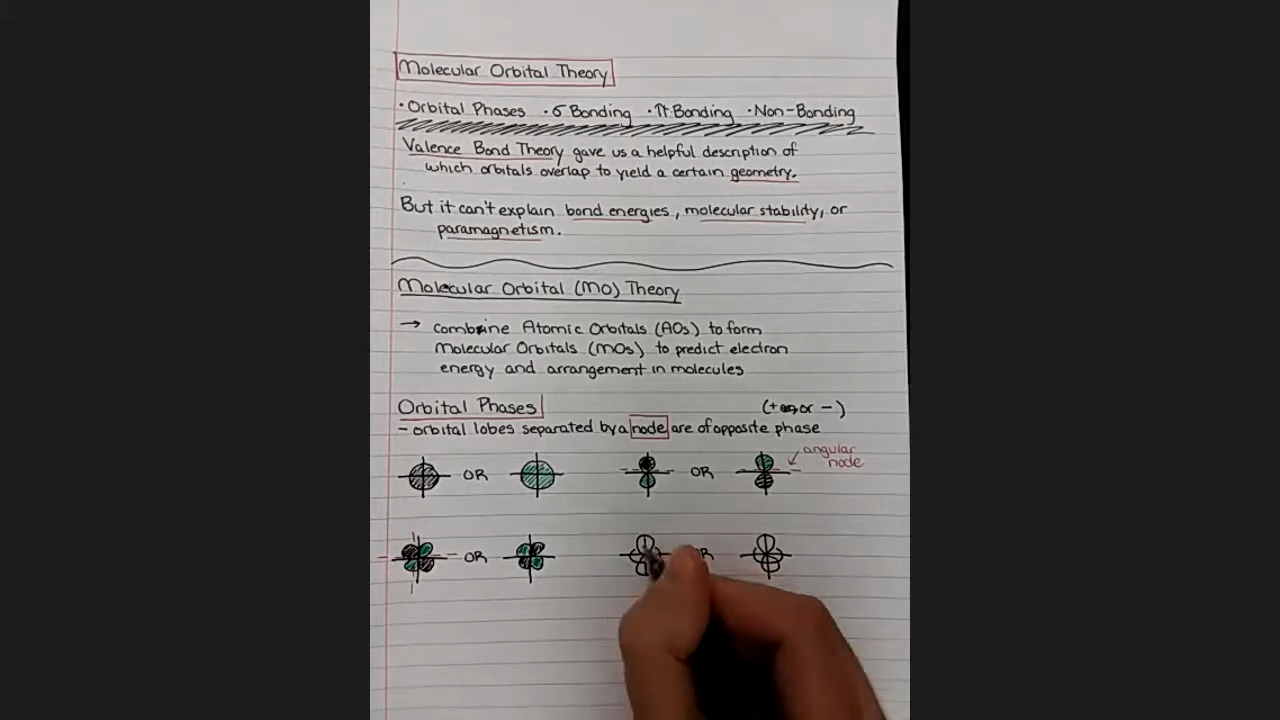 Molecular Orbital Theory
• Orbital Phases • σ Bonding • π Bonding • Non-Bonding
Valence Bond Theory gave us a helpful description of
which orbitals overlap to yield a certain geometry.
But it can't explain bond energies, molecular stability, or
paramagnetism.
Molecular Orbital (MO) Theory
→ combine Atomic Orbitals (AOs) to form
Molecular Orbitals (MOs) to predict electron
energy and arrangement in molecules
Orbital Phases (+ or -)
- orbital lobes separated by a node are of opposite phase
OR OR angular
node
OR